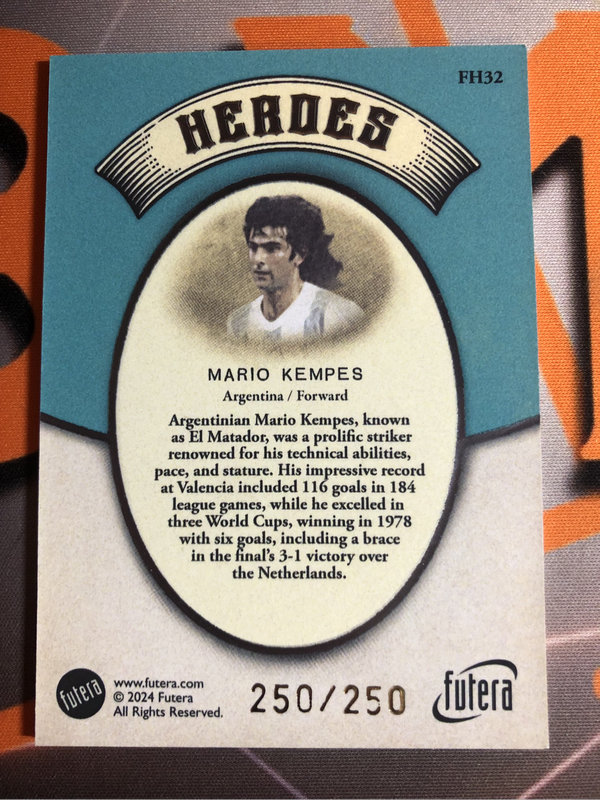 FH32
HEROES
MARIO KEMPES
Argentina / Forward
Argentinian Mario Kempes, known
as El Matador, was a prolific striker
renowned for his technical abilities,
pace, and stature. His impressive record
at Valencia included 116 goals in 184
league games, while he excelled in
three World Cups, winning in 1978
with six goals, including a brace
in the final's 3-1 victory over
the Netherlands.
futera
www.futera.com
© 2024 Futera
All Rights Reserved.
250/250
futera